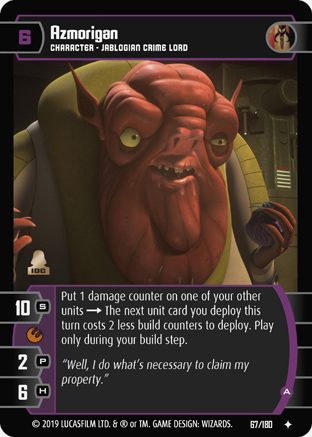 6 Azmorigan
CHARACTER - JABLOGIAN CRIME LORD
IDC
10 S
2 P
6 H
Put 1 damage counter on one of your other
units → The next unit card you deploy this
turn costs 2 less build counters to deploy. Play
only during your build step.
“Well, I do what’s necessary to claim my
property.”
A
© 2019 LUCASFILM LTD. & ® or TM. GAME DESIGN: WIZARDS. 67/180